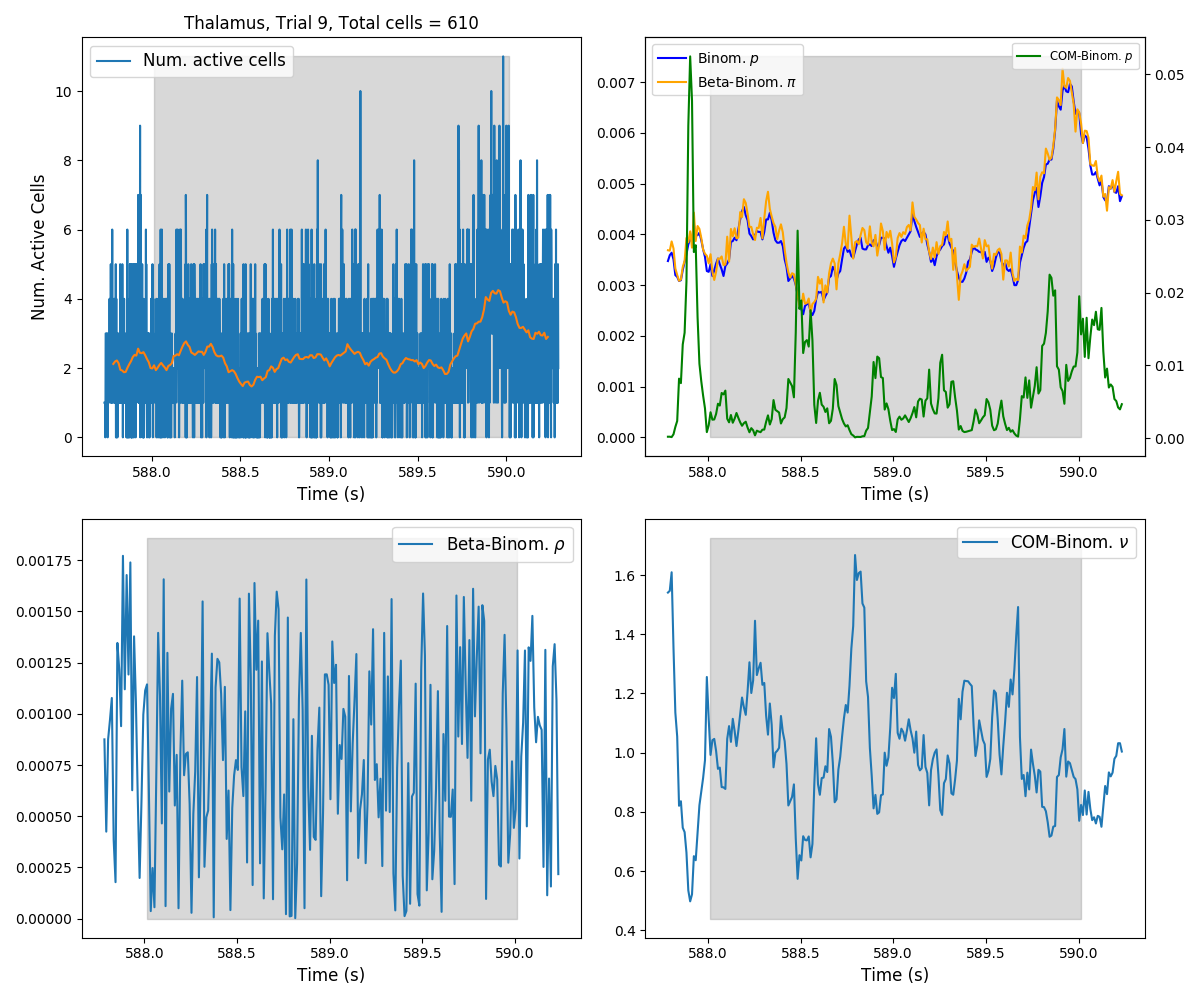 Thalamus, Trial 9, Total cells = 610
Num. active cells
Num. Active Cells
10
8
6
4
2
0
588.0 588.5 589.0 589.5 590.0
Time (s)
Binom. p
Beta-Binom. π
COM-Binom. p
0.007
0.006
0.005
0.004
0.003
0.002
0.001
0.000
0.05
0.04
0.03
0.02
0.01
0.00
588.0 588.5 589.0 589.5 590.0
Time (s)
Beta-Binom. ρ
0.00175
0.00150
0.00125
0.00100
0.00075
0.00050
0.00025
0.00000
588.0 588.5 589.0 589.5 590.0
Time (s)
COM-Binom. ν
1.6
1.4
1.2
1.0
0.8
0.6
0.4
588.0 588.5 589.0 589.5 590.0
Time (s)